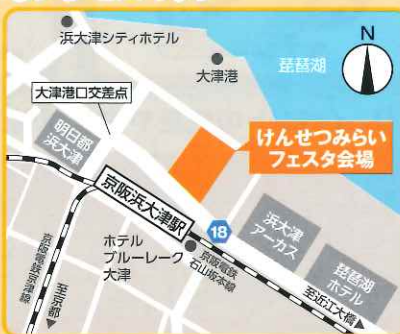 浜大津シティホテル
大津港
琵琶湖
N
大津港口交差点
明日都
浜大津
けんせつみらい
フェスタ会場
京阪浜大津駅
18
浜大津
アーカス
ホテル
ブルーレーク
大津
京阪電鉄
石山坂本線
琵琶湖
ホテル
京阪電鉄京津線
至京都
至近江大橋